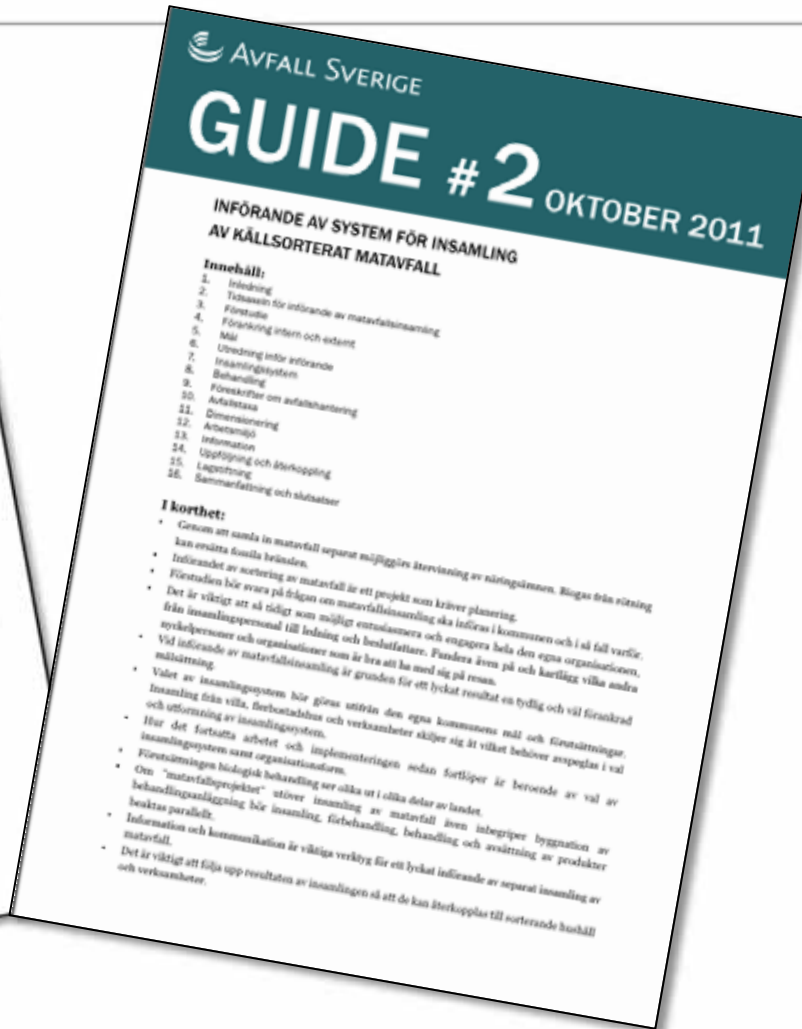 AVFALL SVERIGE
GUIDE #2 OKTOBER 2011
INFÖRANDE AV SYSTEM FÖR INSAMLING
AV KÄLLSORTERAT MATAVFALL
Innehåll:
1. Inledning
2. Tidsaxeln för införande av matavfallsinsamling
3. Förstudie
4. Förankring intern och externt
5. Mål
6. Utredning inför införande
7. Insamlingssystem
8. Behandling
9. Föreskrifter om avfallshantering
10. Avfallstaxa
11. Dimensionering
12. Arbetsmiljö
13. Information
14. Uppföljning och återkoppling
15. Lagstiftning
16. Sammanfattning och slutsatser
I korthet:
• Genom att samla in matavfall separat möjliggörs återvinning av näringsämnen. Biogas från rötning
kan ersätta fossila bränslen.
• Införandet av sortering av matavfall är ett projekt som kräver planering.
• Förstudien bör svara på frågan om matavfallsinsamling ska införas i kommunen och i så fall varför.
• Det är viktigt att så tidigt som möjligt entusiasmera och engagera hela den egna organisationen,
från insamlingspersonal till ledning och beslutfattare. Fundera även på och kartlägg vilka andra
nyckelpersoner och organisationer som är bra att ha med sig på resan.
• Vid införande av matavfallsinsamling är grunden för ett lyckat resultat en tydlig och väl förankrad
målsättning.
• Valet av insamlingssystem bör göras utifrån den egna kommunens mål och förutsättningar.
Insamling från villa, flerbostadshus och verksamheter skiljer sig åt vilket behöver avspeglas i val
och utformning av insamlingssystem.
• Hur det fortsatta arbetet och implementeringen sedan fortlöper är beroende av val av
insamlingssystem samt organisationsform.
• Förutsättningen biologisk behandling ser olika ut i olika delar av landet.
• Om "matavfallsprojektet" utöver insamling av matavfall även inbegriper byggnation av
behandlingsanläggning bör insamling, förbehandling, behandling och avsättning av produkter
beaktas parallellt.
• Information och kommunikation är viktiga verktyg för ett lyckat införande av separat insamling av
matavfall.
• Det är viktigt att följa upp resultaten av insamlingen så att de kan återkopplas till sorterande hushåll
och verksamheter.